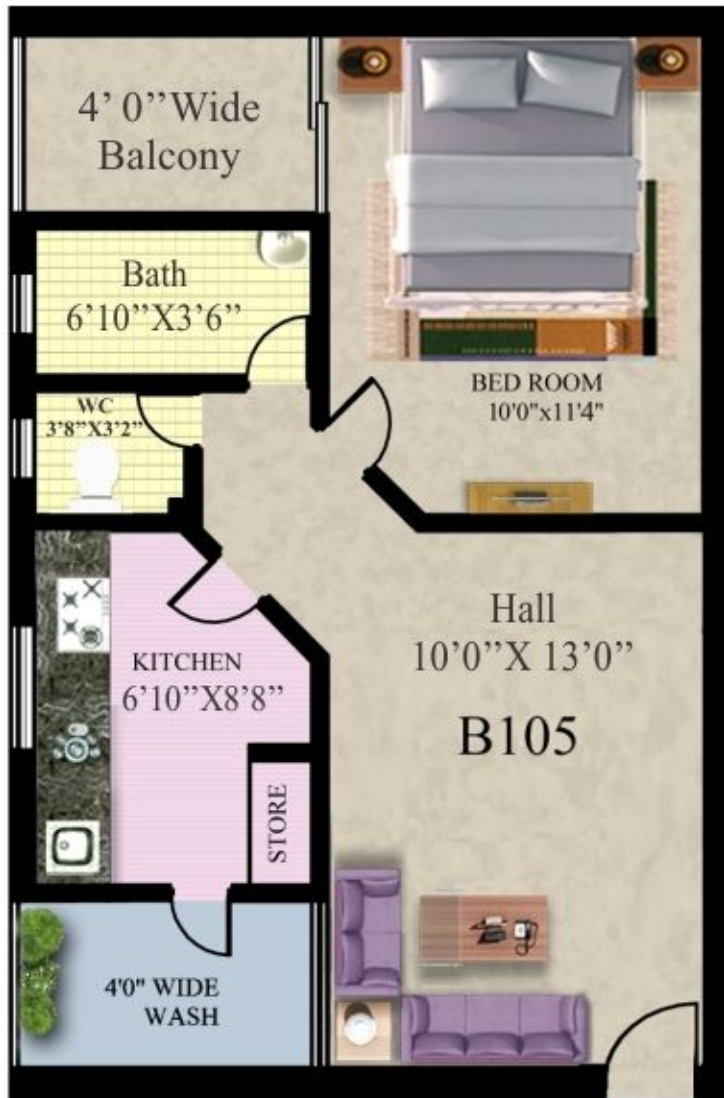 4' 0’’Wide
Balcony
Bath
6’10’’X3’6’’
BED ROOM
10'0"x11'4"
WC
3’8”X3’2”
Hall
10’0’’X 13’0’’
B105
KITCHEN
6’10’’X8’8’’
STORE
4'0" WIDE
WASH